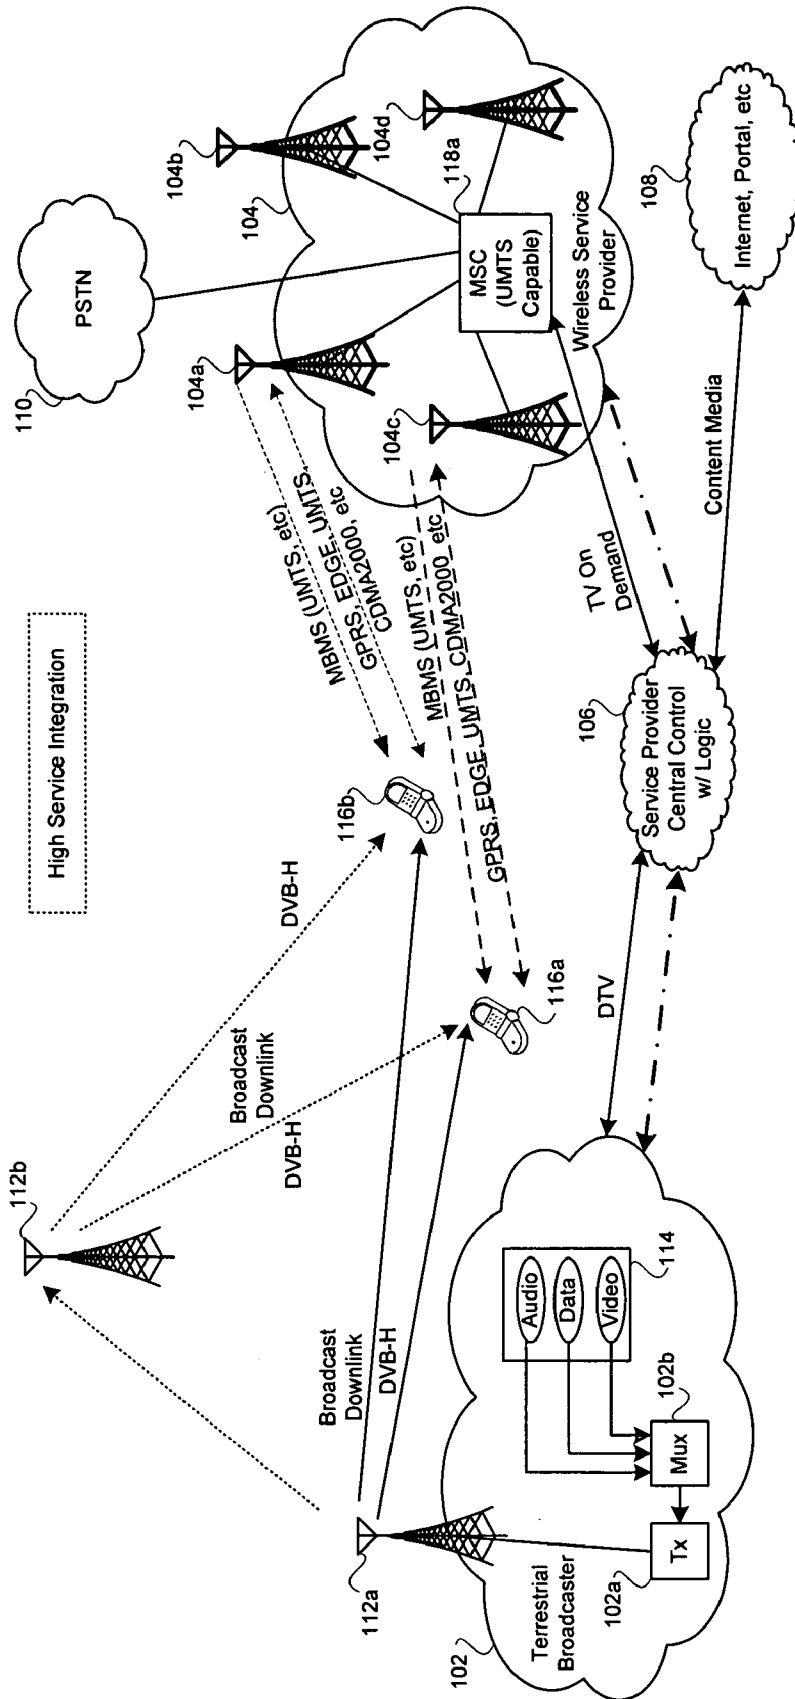 High Service Integration
110
PSTN
104b
104
104a
104d
118a
MSC
(UMTS
Capable)
104c
Wireless Service
Provider
108
Internet, Portal, etc
Content Media
TV On
Demand
106
Service Provider
Central Control
w/ Logic
MBMS (UMTS, etc)
GPRS, EDGE, UMTS,
CDMA2000, etc
MBMS (UMTS, etc)
GPRS, EDGE, UMTS, CDMA2000 etc
116b
116a
DVB-H
Broadcast
Downlink
DVB-H
112b
Broadcast
Downlink
DVB-H
112a
DTV
102
Terrestrial
Broadcaster
102a
Tx
102b
Mux
114
Audio
Data
Video